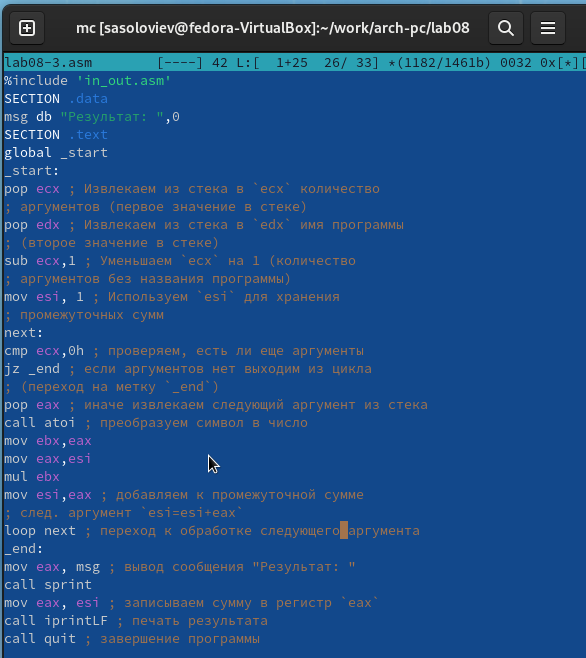 mc [sasoloviev@fedora-VirtualBox]:~/work/arch-pc/lab08
lab08-3.asm [----] 42 L:[ 1+25 26/ 33] *(1182/1461b) 0032 0x[*][
%include 'in_out.asm'
SECTION .data
msg db "Результат: ",0
SECTION .text
global _start
_start:
pop ecx ; Извлекаем из стека в `ecx` количество
; аргументов (первое значение в стеке)
pop edx ; Извлекаем из стека в `edx` имя программы
; (второе значение в стеке)
sub ecx,1 ; Уменьшаем `ecx` на 1 (количество
; аргументов без названия программы)
mov esi, 1 ; Используем `esi` для хранения
; промежуточных сумм
next:
cmp ecx,0h ; проверяем, есть ли еще аргументы
jz _end ; если аргументов нет выходим из цикла
; (переход на метку `_end`)
pop eax ; иначе извлекаем следующий аргумент из стека
call atoi ; преобразуем символ в число
mov ebx,eax
mov eax,esi
mul ebx
mov esi,eax ; добавляем к промежуточной сумме
; след. аргумент `esi=esi+eax`
loop next ; переход к обработке следующего аргумента
_end:
mov eax, msg ; вывод сообщения "Результат: "
call sprint
mov eax, esi ; записываем сумму в регистр `eax`
call iprintLF ; печать результата
call quit ; завершение программы